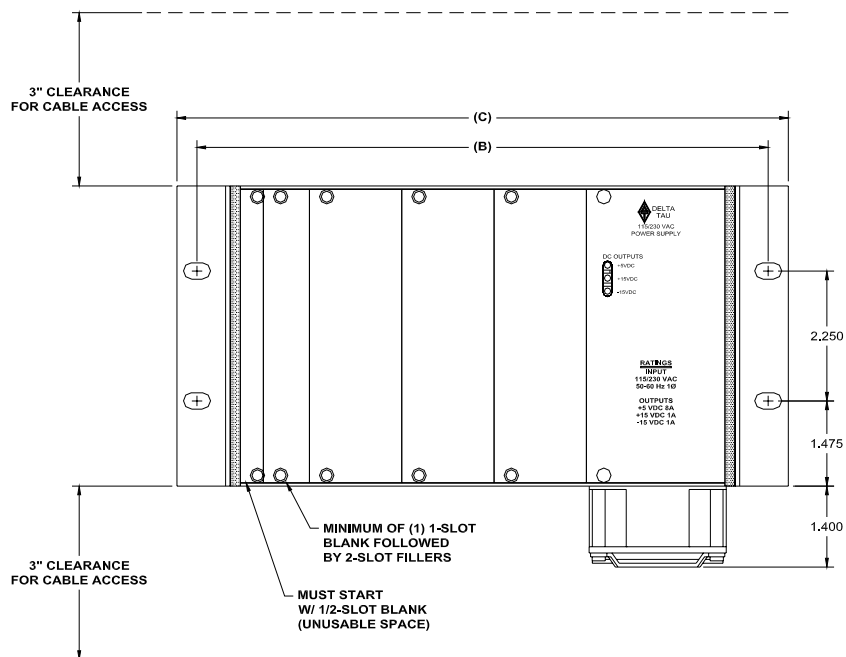 3" CLEARANCE
FOR CABLE ACCESS
(C)
(B)
DELTA
TAU
115/230 VAC
POWER SUPPLY
DC OUTPUTS
+5VDC
+15VDC
-15VDC
2.250
RATINGS
INPUT
115/230 VAC
50-60 Hz 1Ø
OUTPUTS
+5 VDC 8A
+15 VDC 1A
-15 VDC 1A
1.475
1.400
MINIMUM OF (1) 1-SLOT
BLANK FOLLOWED
BY 2-SLOT FILLERS
3" CLEARANCE
FOR CABLE ACCESS
MUST START
W/ 1/2-SLOT BLANK
(UNUSABLE SPACE)